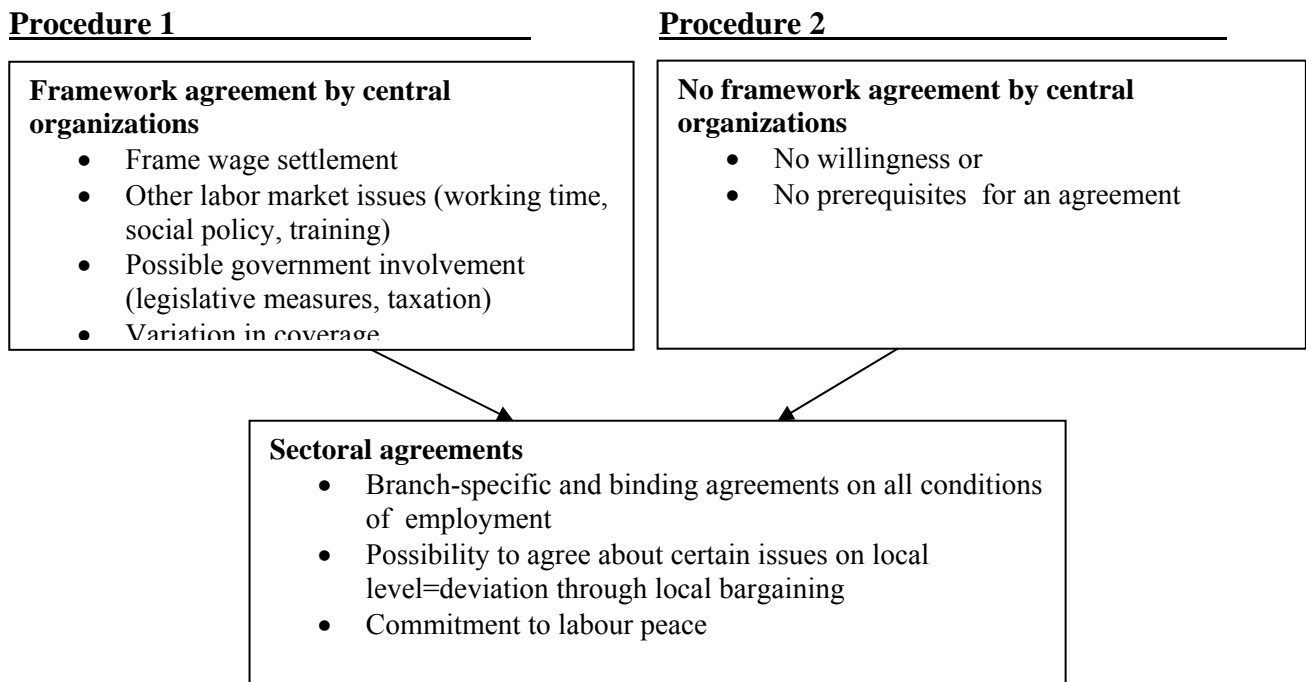 Procedure 1
Procedure 2
Framework agreement by central
organizations
• Frame wage settlement
• Other labor market issues (working time,
social policy, training)
• Possible government involvement
(legislative measures, taxation)
• Variation in coverage
No framework agreement by central
organizations
• No willingness or
• No prerequisites for an agreement
Sectoral agreements
• Branch-specific and binding agreements on all conditions
of employment
• Possibility to agree about certain issues on local
level=deviation through local bargaining
• Commitment to labour peace